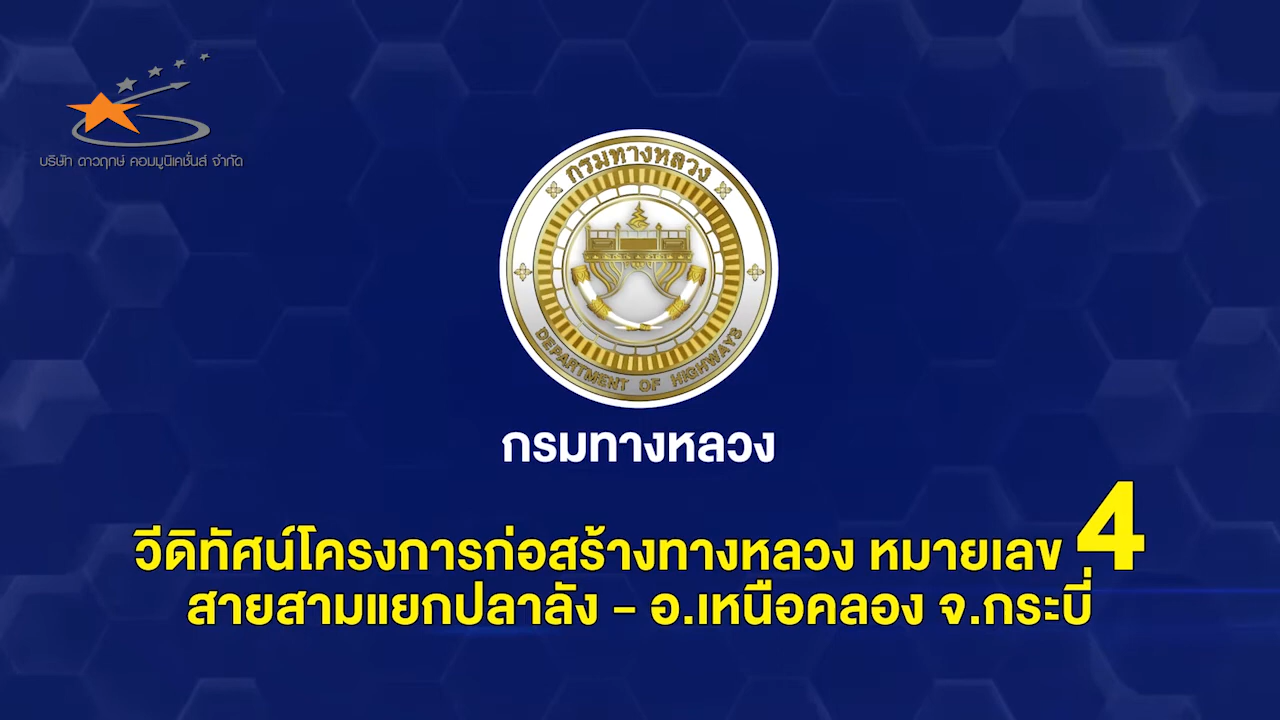 บริษัท ดาวฤกษ์ คอมมูนิเคชั่นส์ จำกัด
กรมทางหลวง
DEPARTMENT OF HIGHWAYS
กรมทางหลวง
วีดิทัศน์โครงการก่อสร้างทางหลวง หมายเลข 4
สายสามแยกปลาลัง – อ.เหนือคลอง จ.กระบี่